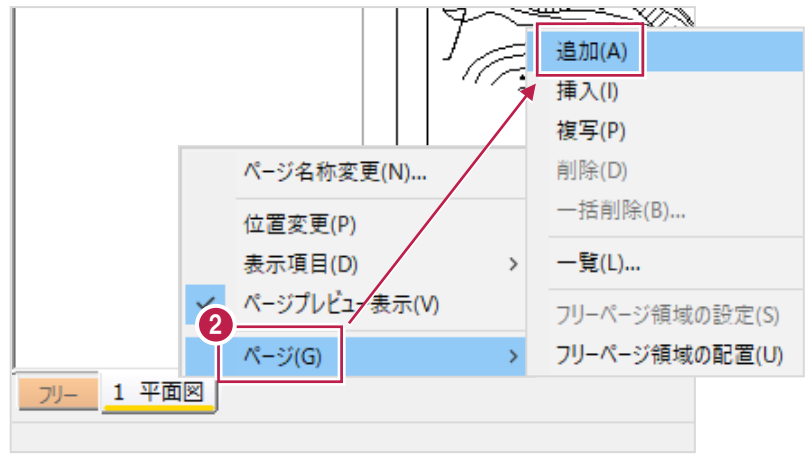 追加(A)
挿入(I)
複写(P)
削除(D)
一括削除(B)...
一覧(L)...
フリーページ領域の設定(S)
フリーページ領域の配置(U)
ページ名称変更(N)...
位置変更(P)
表示項目(D)
ページプレビュー表示(V)
2
ページ(G)
フリー
1 平面図